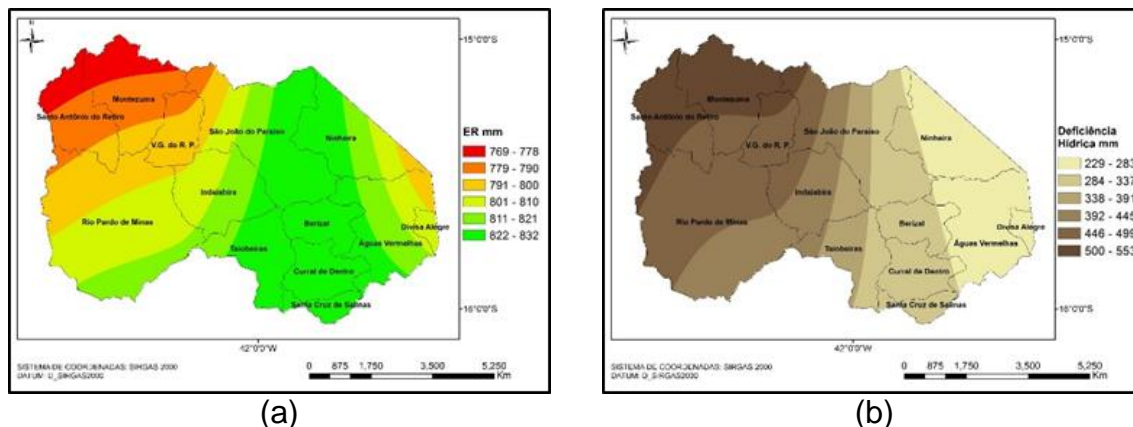 N
15°0'0"S
Montezuma
Santo Antônio do Retiro
V.G. do R. P.
São João do Paraíso
Ninheira
ER mm
769 - 778
779 - 790
791 - 800
801 - 810
811 - 821
822 - 832
Indaiabira
Rio Pardo de Minas
Berizal
Divisa Alegre
Taiobeiras
Águas Vermelhas
Curral de Dentro
Santa Cruz de Salinas
16°0'0"S
42°0'0"W
SISTEMA DE COORDENADAS: SIRGAS 2000
DATUM: D_SIRGAS2000
0 875 1,750 3,500 5,250
Km
(a)
N
15°0'0"S
Montezuma
Santo Antônio do Retiro
V.G. do R. P.
São João do Paraíso
Ninheira
Deficiência
Hídrica mm
229 - 283
284 - 337
338 - 391
392 - 445
446 - 499
500 - 553
Indaiabira
Rio Pardo de Minas
Berizal
Divisa Alegre
Taiobeiras
Águas Vermelhas
Curral de Dentro
Santa Cruz de Salinas
16°0'0"S
42°0'0"W
SISTEMA DE COORDENADAS: SIRGAS 2000
DATUM: D_SIRGAS2000
0 875 1,750 3,500 5,250
Km
(b)